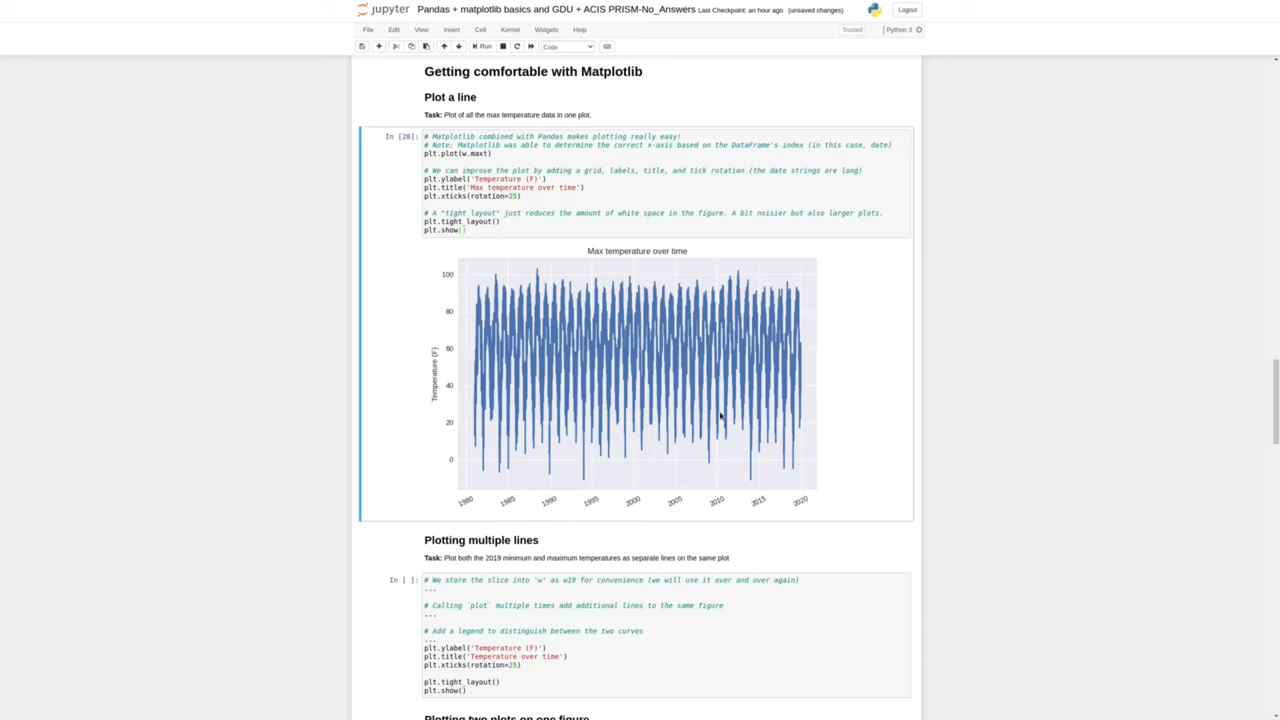 jupyter Pandas + matplotlib basics and GDU + ACIS PRISM-No_Answers Last Checkpoint: an hour ago (unsaved changes) Logout
File Edit View Insert Cell Kernel Widgets Help Trusted Python 3
Run Code
Getting comfortable with Matplotlib
Plot a line
Task: Plot of all the max temperature data in one plot.
In [28]: # Matplotlib combined with Pandas makes plotting really easy!
# Note: Matplotlib was able to determine the correct x-axis based on the DataFrame's index (in this case, date)
plt.plot(w.maxt)
# We can improve the plot by adding a grid, labels, title, and tick rotation (the date strings are long)
plt.ylabel('Temperature (F)')
plt.title('Max temperature over time')
plt.xticks(rotation=25)
# A "tight layout" just reduces the amount of white space in the figure. A bit noisier but also larger plots.
plt.tight_layout()
plt.show()
Max temperature over time
100
80
60
40
20
0
Temperature (F)
1980 1985 1990 1995 2000 2005 2010 2015 2020
Plotting multiple lines
Task: Plot both the 2019 minimum and maximum temperatures as separate lines on the same plot
In [ ]: # We store the slice into 'w' as w19 for convenience (we will use it over and over again)
...
# Calling `plot` multiple times add additional lines to the same figure
...
# Add a legend to distinguish between the two curves
...
plt.ylabel('Temperature (F)')
plt.title('Temperature over time')
plt.xticks(rotation=25)
plt.tight_layout()
plt.show()
Plotting two plots on one figure